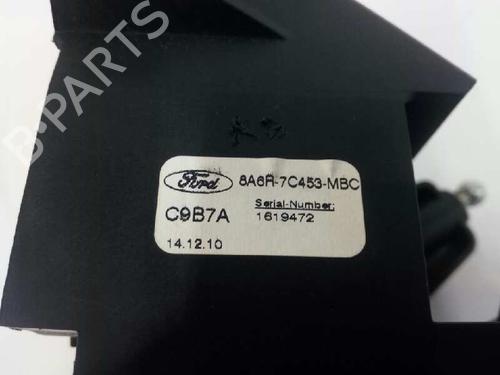 B-PARTS
Ford 8A6R-7C453-MBC
C9B7A Serial-Number:
1619472
14.12.10